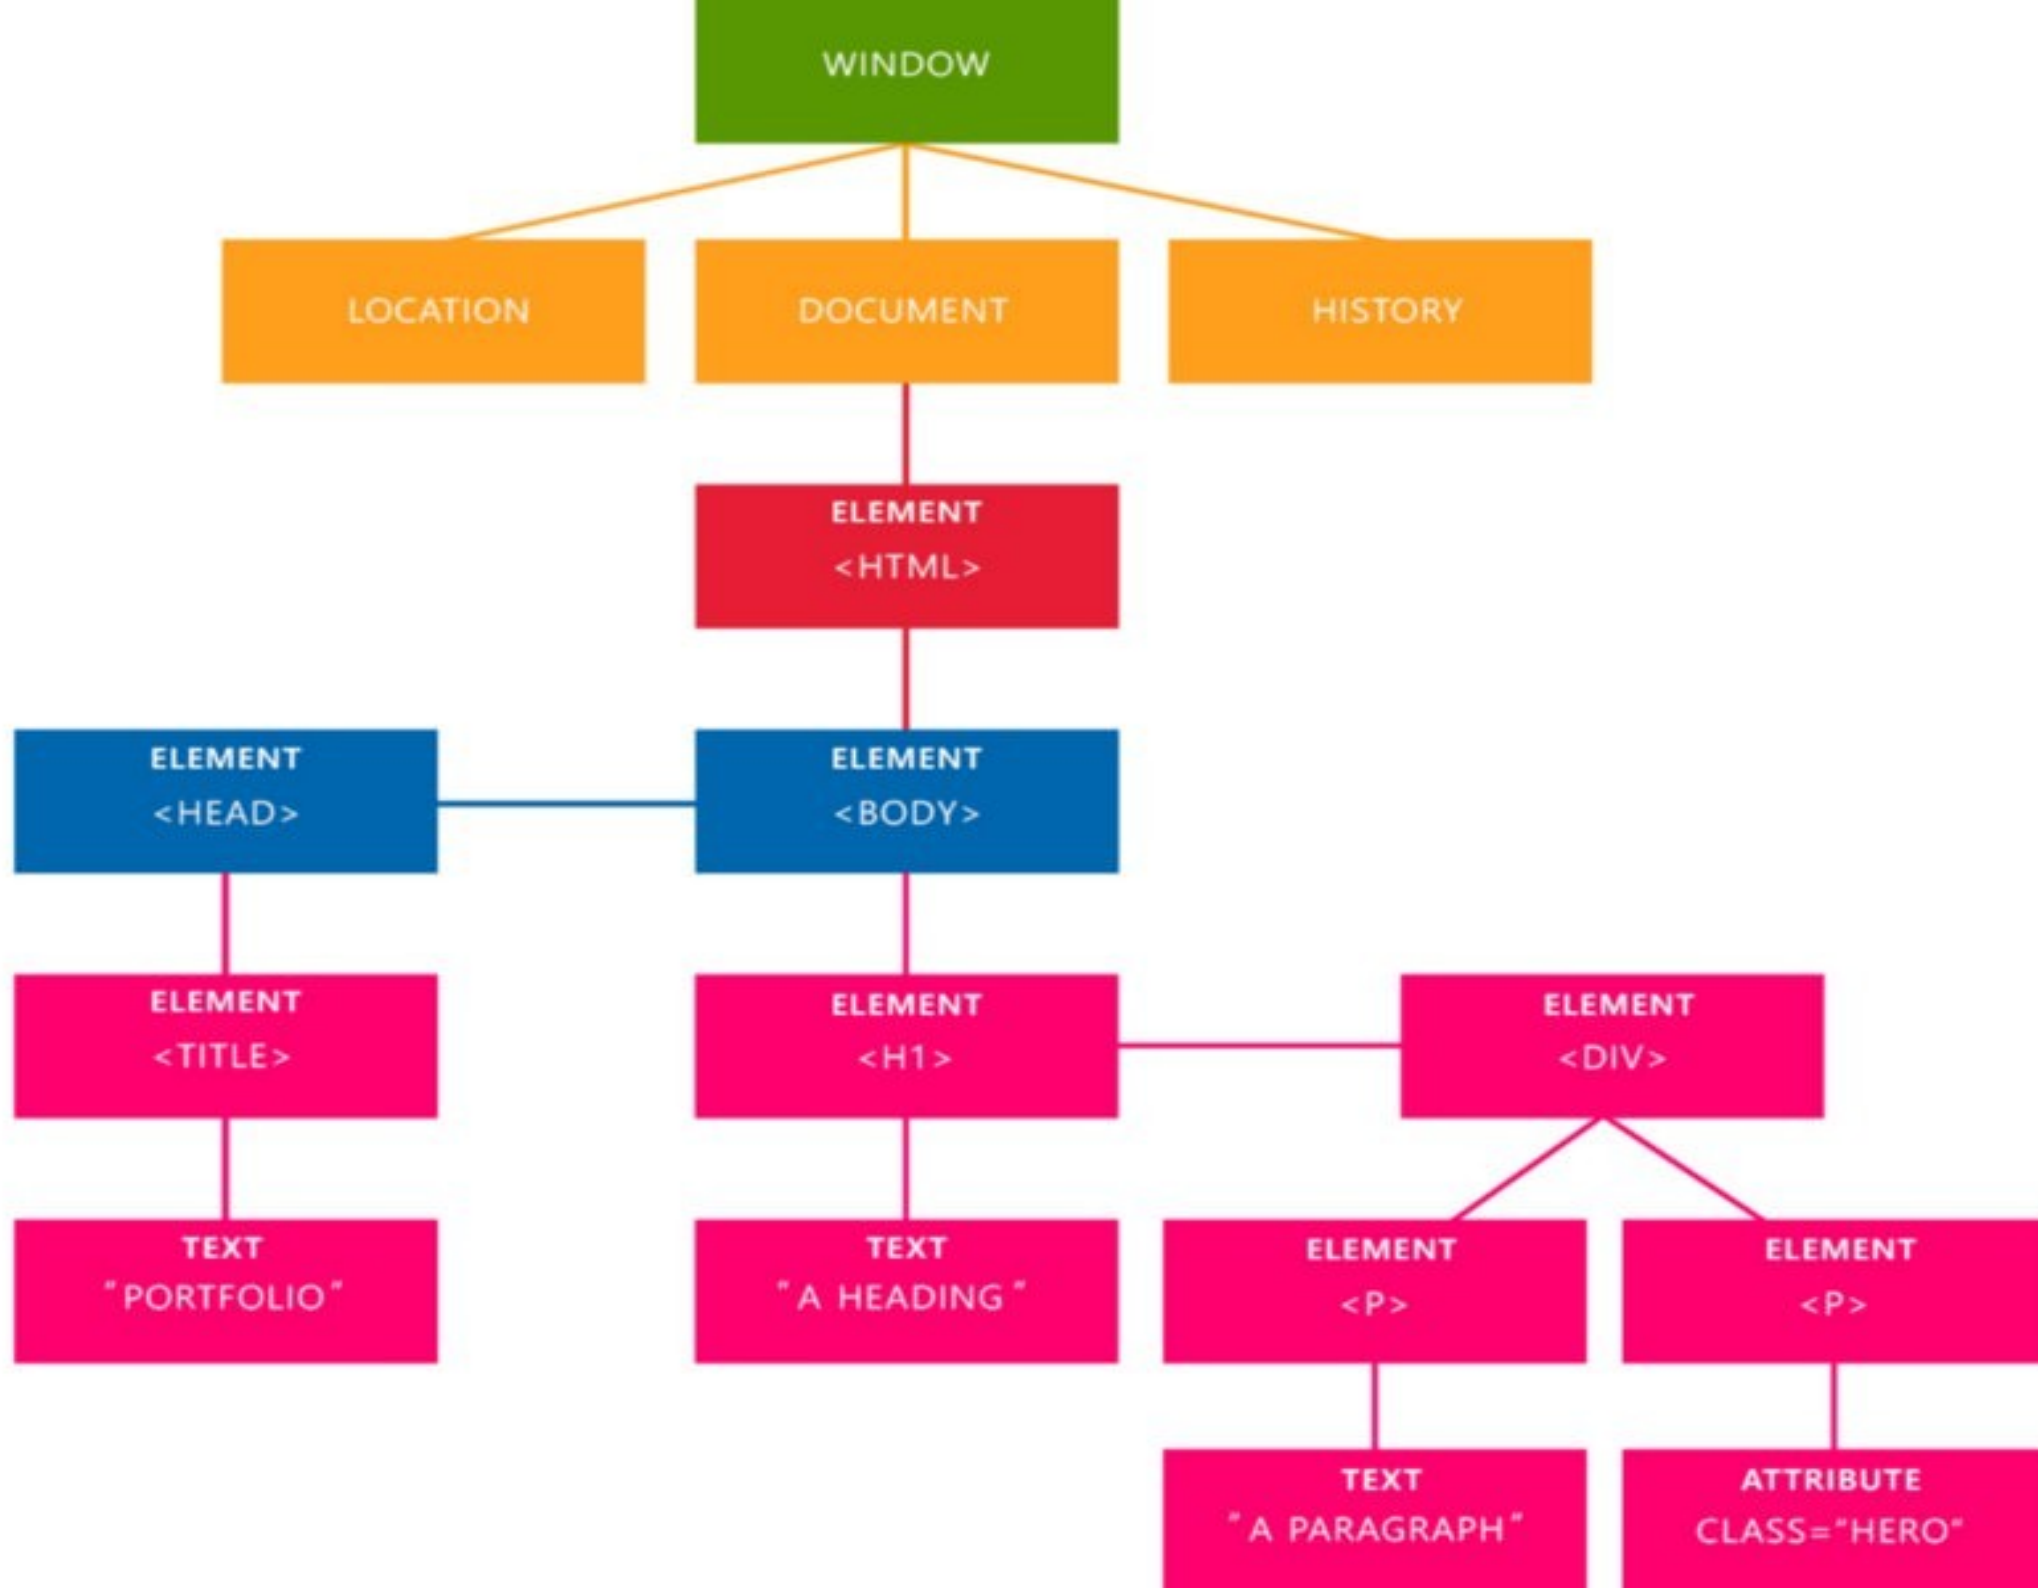 WINDOW
LOCATION
DOCUMENT
HISTORY
ELEMENT
<HTML>
ELEMENT
<HEAD>
ELEMENT
<BODY>
ELEMENT
<TITLE>
ELEMENT
<H1>
ELEMENT
<DIV>
TEXT
"PORTFOLIO"
TEXT
"A HEADING"
ELEMENT
<P>
ELEMENT
<P>
TEXT
"A PARAGRAPH"
ATTRIBUTE
CLASS="HERO"